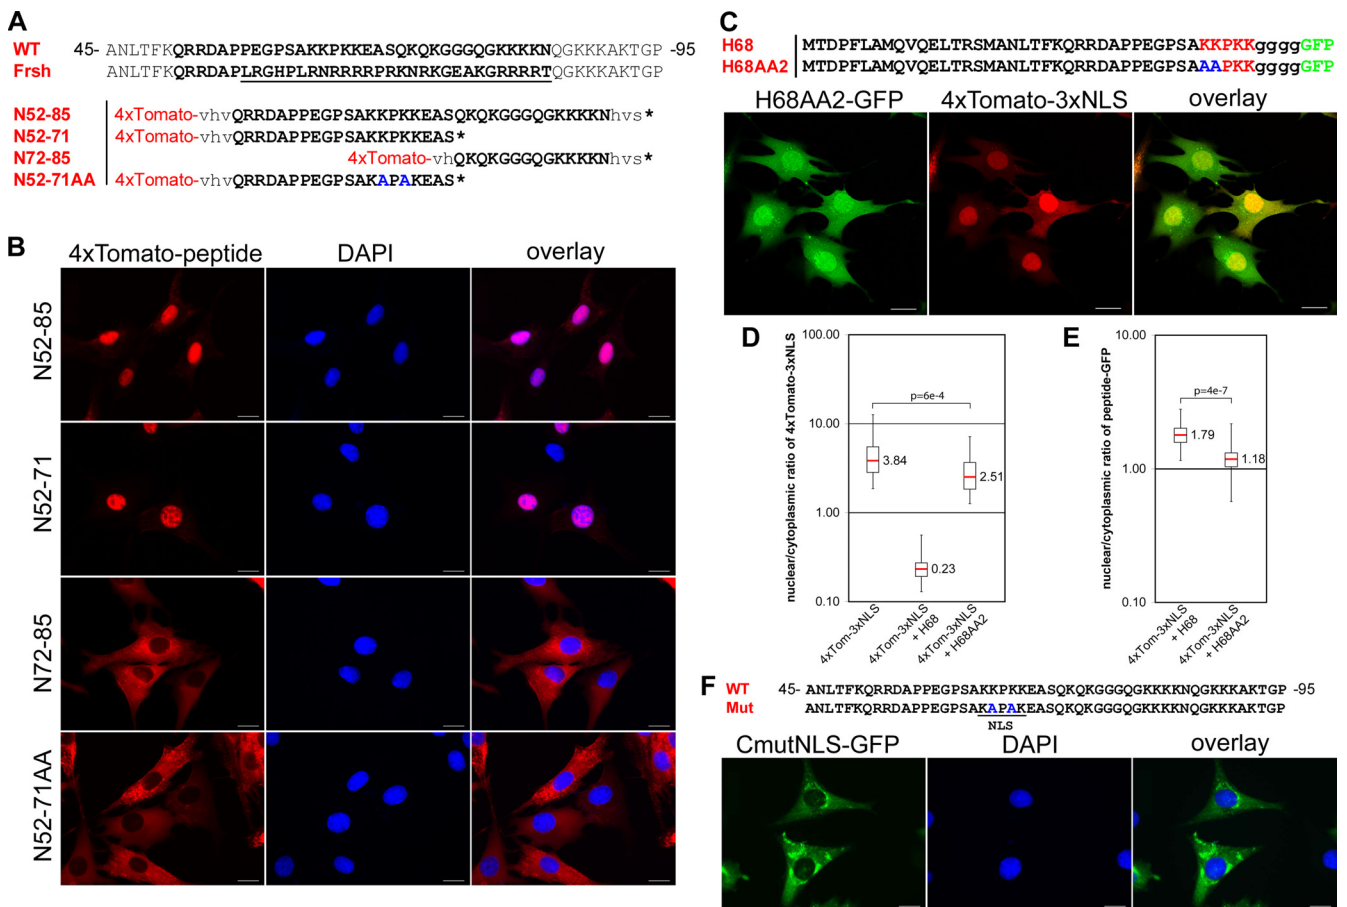 A
WT 45- ANLTFKQRRDAPPEGPSAKKPKKEASQKQKGGGQGKKKKNQGKKKAKTGP -95
Frsh ANLTFKQRRDAPLRGHPLRNRRRRPRKNRKGEAKGRRRRTQGKKKAKTGP
N52-85 4xTomato-vhvQRRDAPPEGPSAKKPKKEASQKQKGGGQGKKKKNhvs*
N52-71 4xTomato-vhvQRRDAPPEGPSAKKPKKEAS*
N72-85 4xTomato-vhQKQKGGGQGKKKKNhvs*
N52-71AA 4xTomato-vhvQRRDAPPEGPSAKAPAKEAS*
B
4xTomato-peptide DAPI overlay
N52-85
N52-71
N72-85
N52-71AA
C
H68 MTDPFLAMQVQELTRSMANLTFKQRRDAPPEGPSAKKPKKggggGFP
H68AA2 MTDPFLAMQVQELTRSMANLTFKQRRDAPPEGPSAAAPKKggggGFP
H68AA2-GFP 4xTomato-3xNLS overlay
D
nuclear/cytoplasmic ratio of 4xTomato-3xNLS
100.00
10.00
1.00
0.10
p=6e-4
3.84
0.23
2.51
4xTom-3xNLS
4xTom-3xNLS + H68
4xTom-3xNLS + H68AA2
E
nuclear/cytoplasmic ratio of peptide-GFP
10.00
1.00
0.10
p=4e-7
1.79
1.18
4xTom-3xNLS + H68
4xTom-3xNLS + H68AA2
F
WT 45- ANLTFKQRRDAPPEGPSAKKPKKEASQKQKGGGQGKKKKNQGKKKAKTGP -95
Mut ANLTFKQRRDAPPEGPSAKAPAKEASQKQKGGGQGKKKKNQGKKKAKTGP
NLS
CmutNLS-GFP DAPI overlay